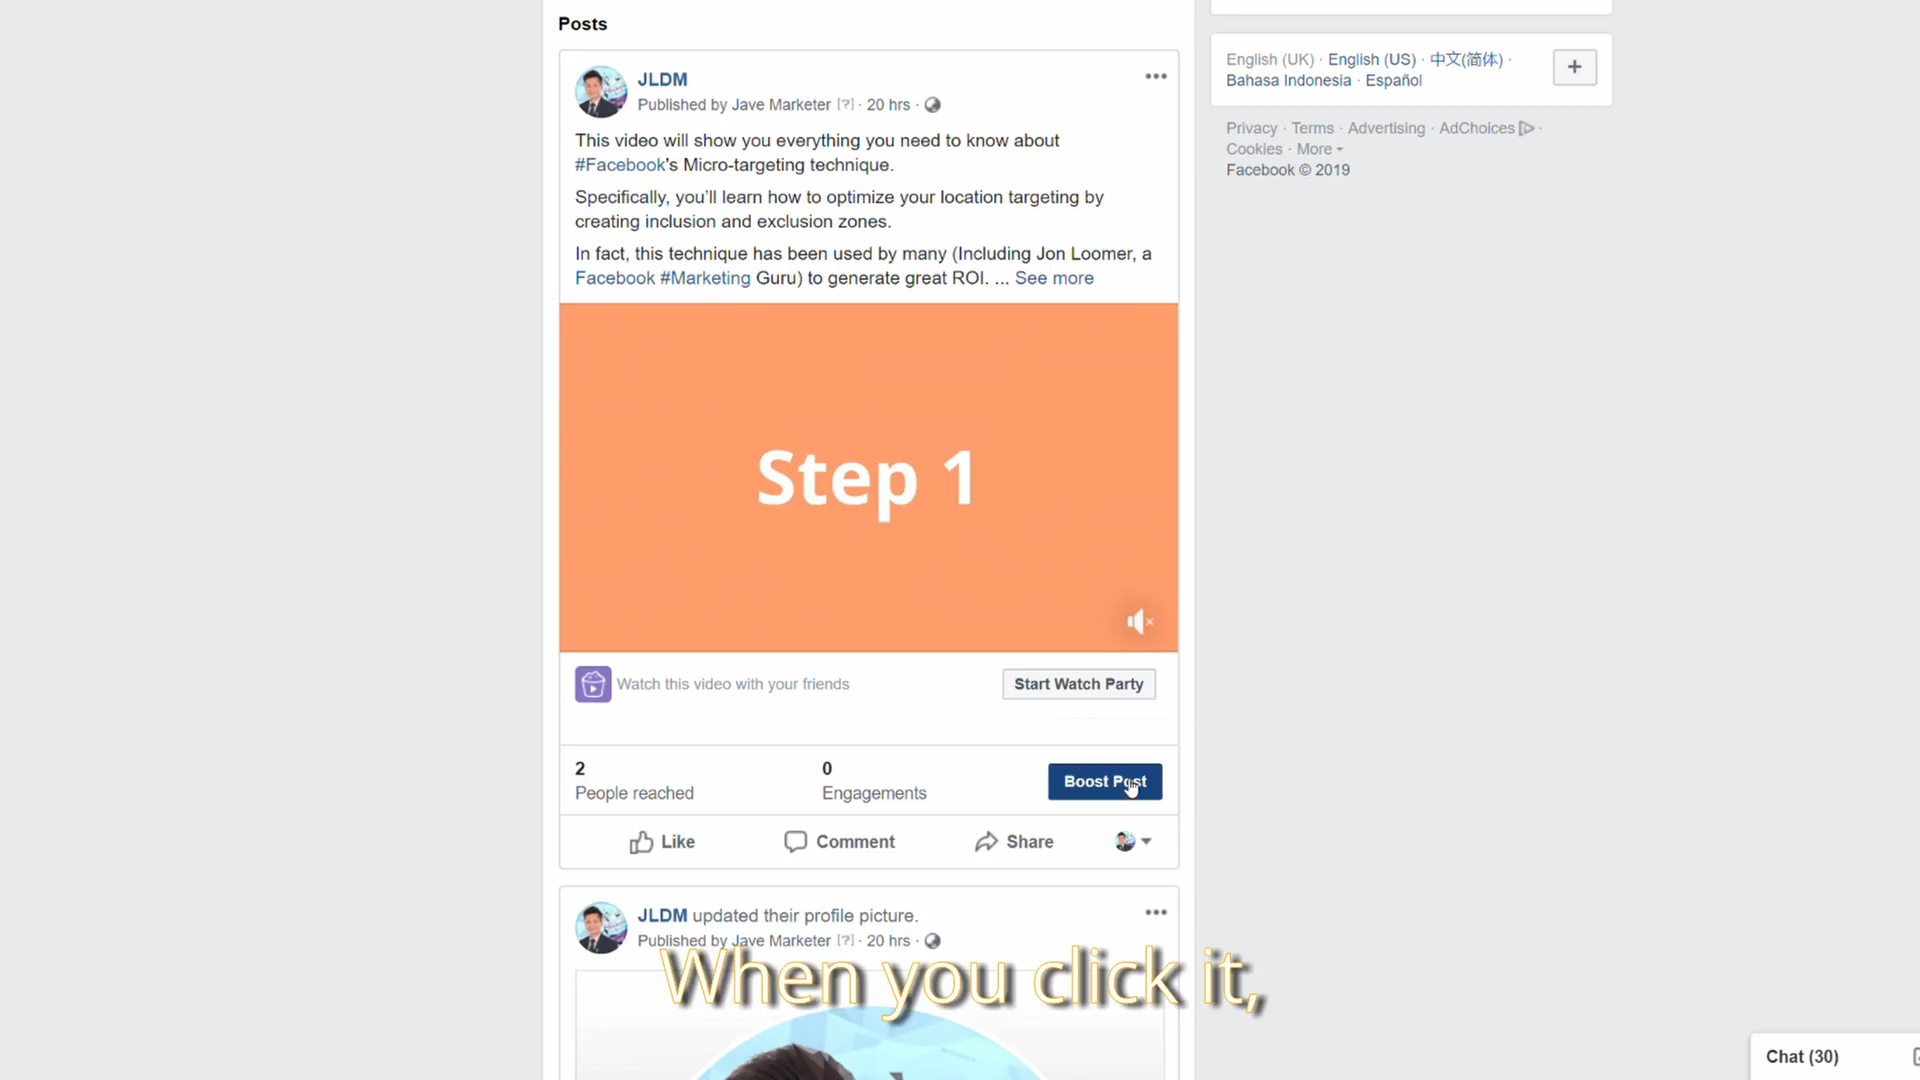 Posts
JLDM
Published by Jave Marketer [?] · 20 hrs ·
This video will show you everything you need to know about
#Facebook's Micro-targeting technique.
Specifically, you'll learn how to optimize your location targeting by
creating inclusion and exclusion zones.
In fact, this technique has been used by many (Including Jon Loomer, a
Facebook #Marketing Guru) to generate great ROI. ... See more
Step 1
Watch this video with your friends
Start Watch Party
2
People reached
0
Engagements
Boost Post
Like
Comment
Share
JLDM updated their profile picture.
Published by Jave Marketer [?] · 20 hrs ·
When you click it,
English (UK) · English (US) · 中文(简体) ·
Bahasa Indonesia · Español
+
Privacy · Terms · Advertising · AdChoices ·
Cookies · More
Facebook © 2019
Chat (30)